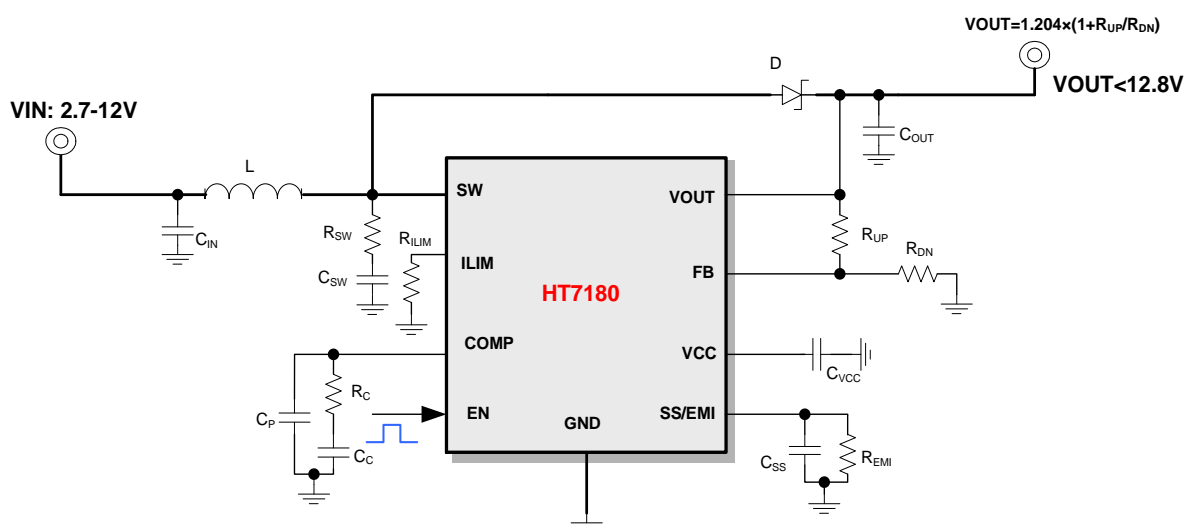 VOUT=1.204×(1+RUP/RDN)
D
VOUT<12.8V
VIN: 2.7-12V
COUT
L
SW
VOUT
CIN
RSW
RILIM
RUP
RDN
ILIM
FB
CSW
HT7180
COMP
VCC
CVCC
RC
CP
EN
GND
SS/EMI
CC
CSS
REMI